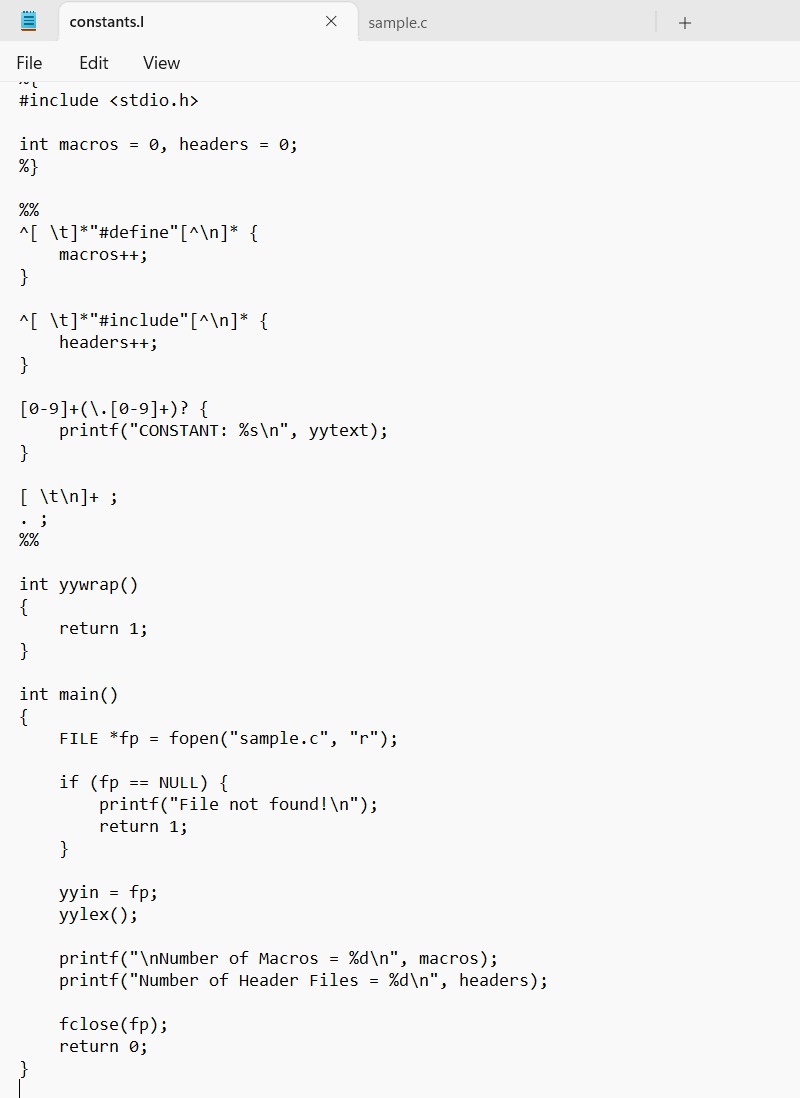 constants.l
sample.c
File Edit View
%{
#include <stdio.h>

int macros = 0, headers = 0;
%}

%%
^[ \t]*"#define"[^\n]* {
    macros++;
}

^[ \t]*"#include"[^\n]* {
    headers++;
}

[0-9]+(\.[0-9]+)? {
    printf("CONSTANT: %s\n", yytext);
}

[ \t\n]+ ;
. ;
%%

int yywrap()
{
    return 1;
}

int main()
{
    FILE *fp = fopen("sample.c", "r");

    if (fp == NULL) {
        printf("File not found!\n");
        return 1;
    }

    yyin = fp;
    yylex();

    printf("\nNumber of Macros = %d\n", macros);
    printf("Number of Header Files = %d\n", headers);

    fclose(fp);
    return 0;
}